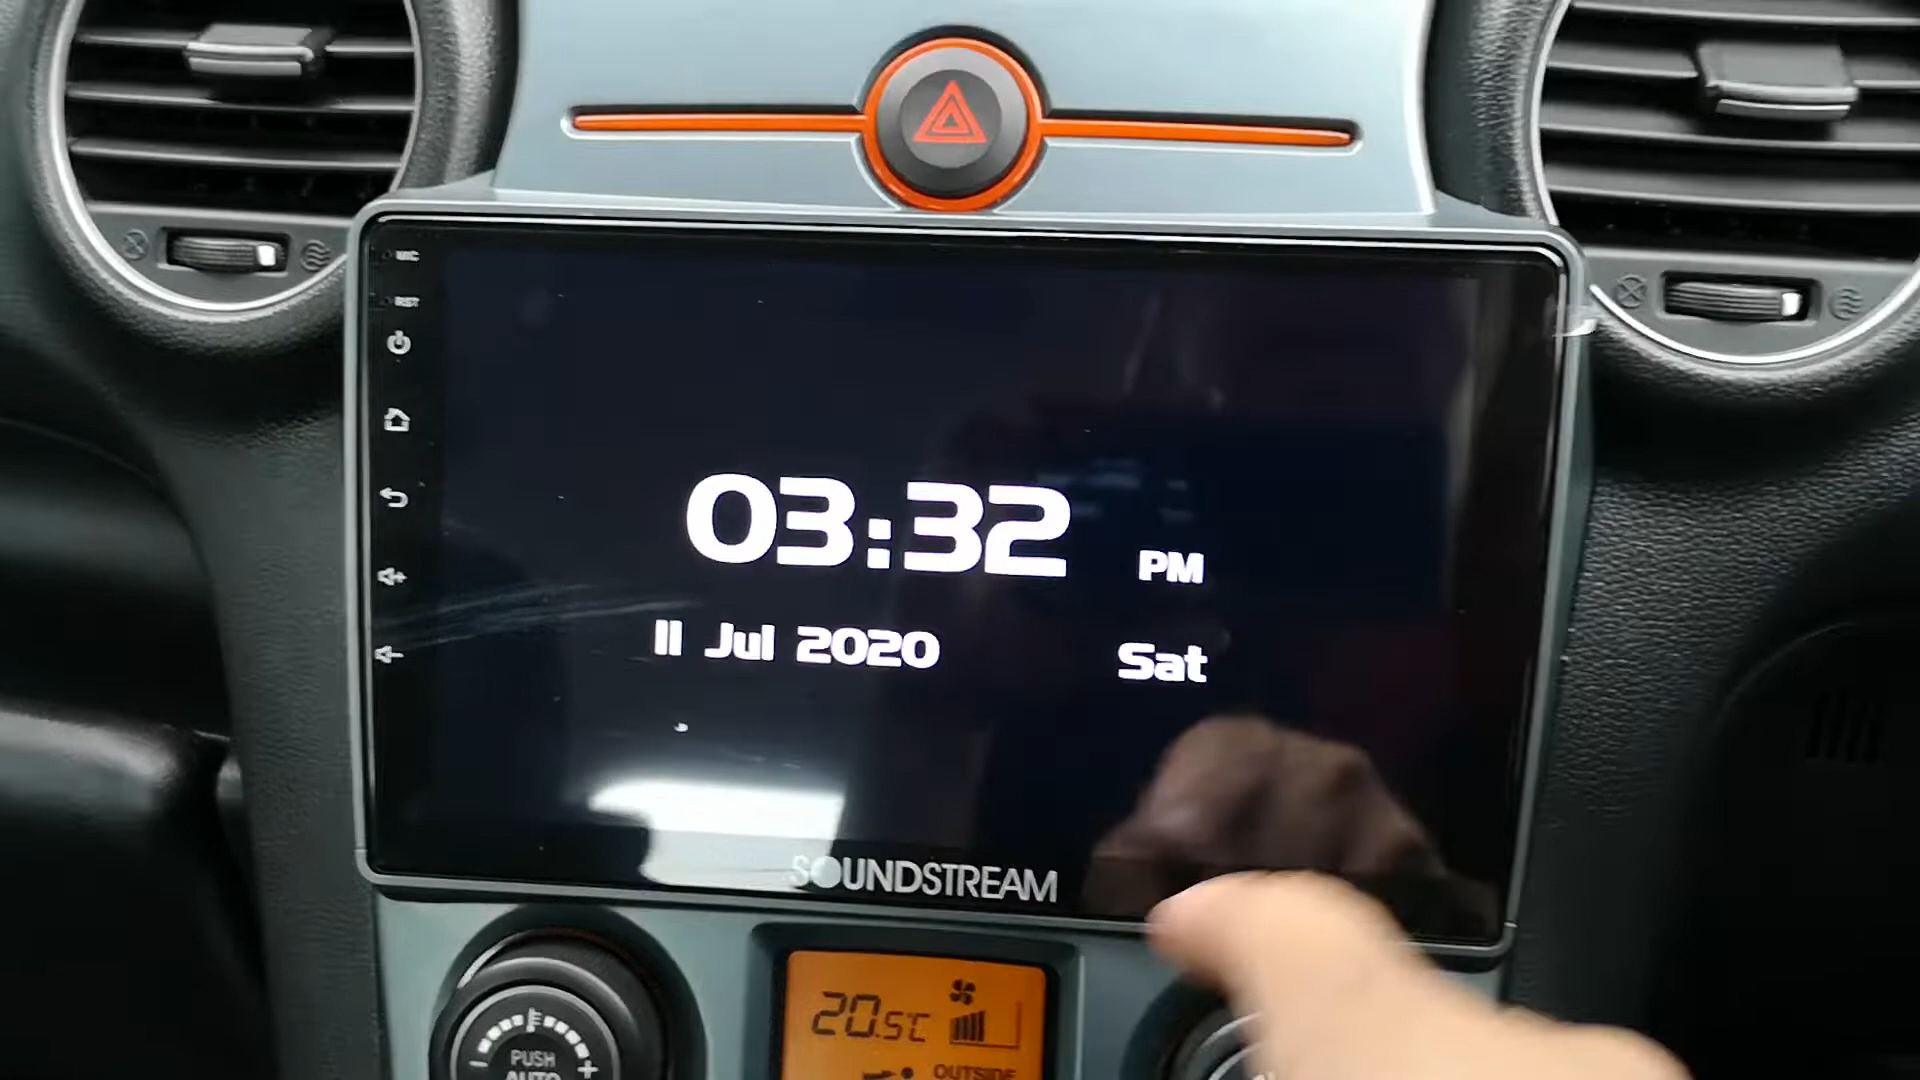 MIC
RST
03:32 PM
11 Jul 2020 Sat
SOUNDSTREAM
20.5°C
PUSH
AUTO
OUTSIDE